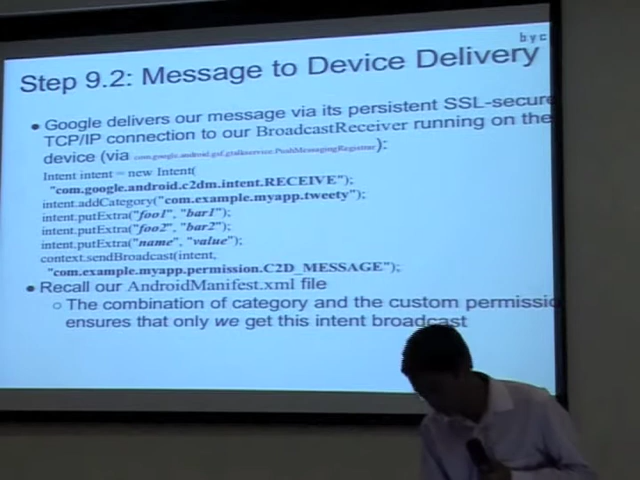 byc
Step 9.2: Message to Device Delivery
● Google delivers our message via its persistent SSL-secure
TCP/IP connection to our BroadcastReceiver running on the
device (via com.google.android.gsf.gtalkservice.PushMessagingRegistrar):
Intent intent = new Intent(
"com.google.android.c2dm.intent.RECEIVE");
intent.addCategory("com.example.myapp.tweety");
intent.putExtra("foo1", "bar1");
intent.putExtra("foo2", "bar2");
intent.putExtra("name", "value");
context.sendBroadcast(intent,
"com.example.myapp.permission.C2D_MESSAGE");
● Recall our AndroidManifest.xml file
○ The combination of category and the custom permissio
ensures that only we get this intent broadcast